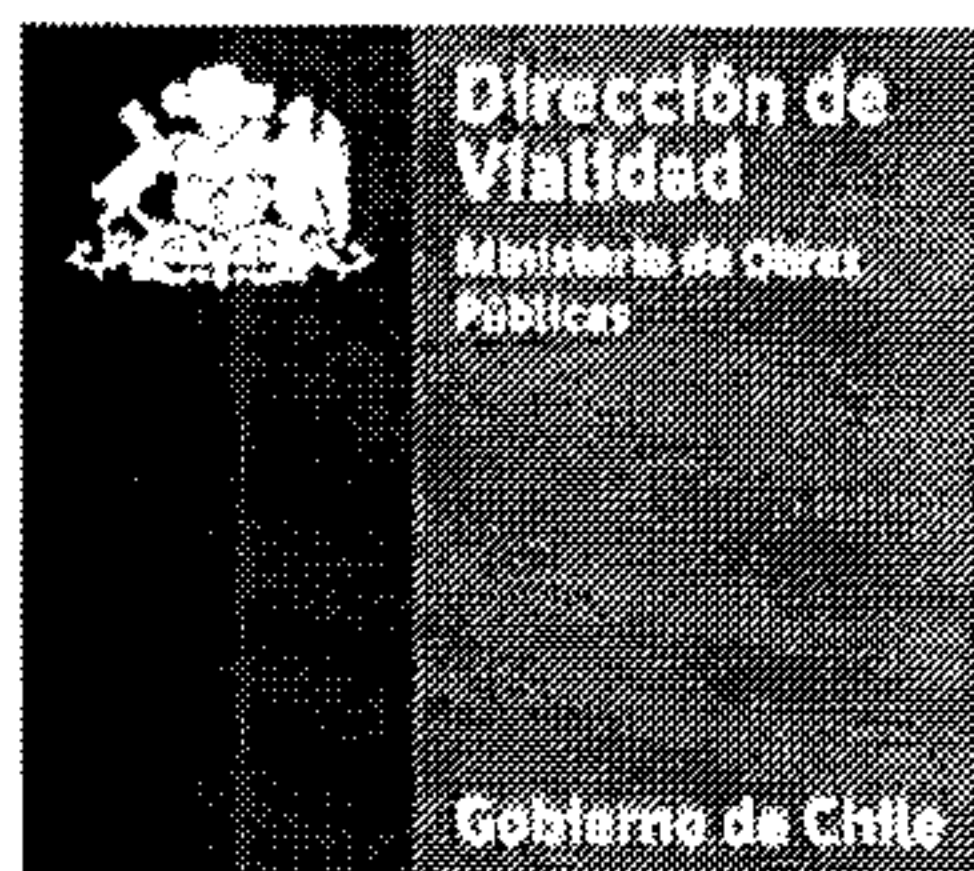 Dirección de
Vialidad
Ministerio de Obras
Públicas
Gobierno de Chile